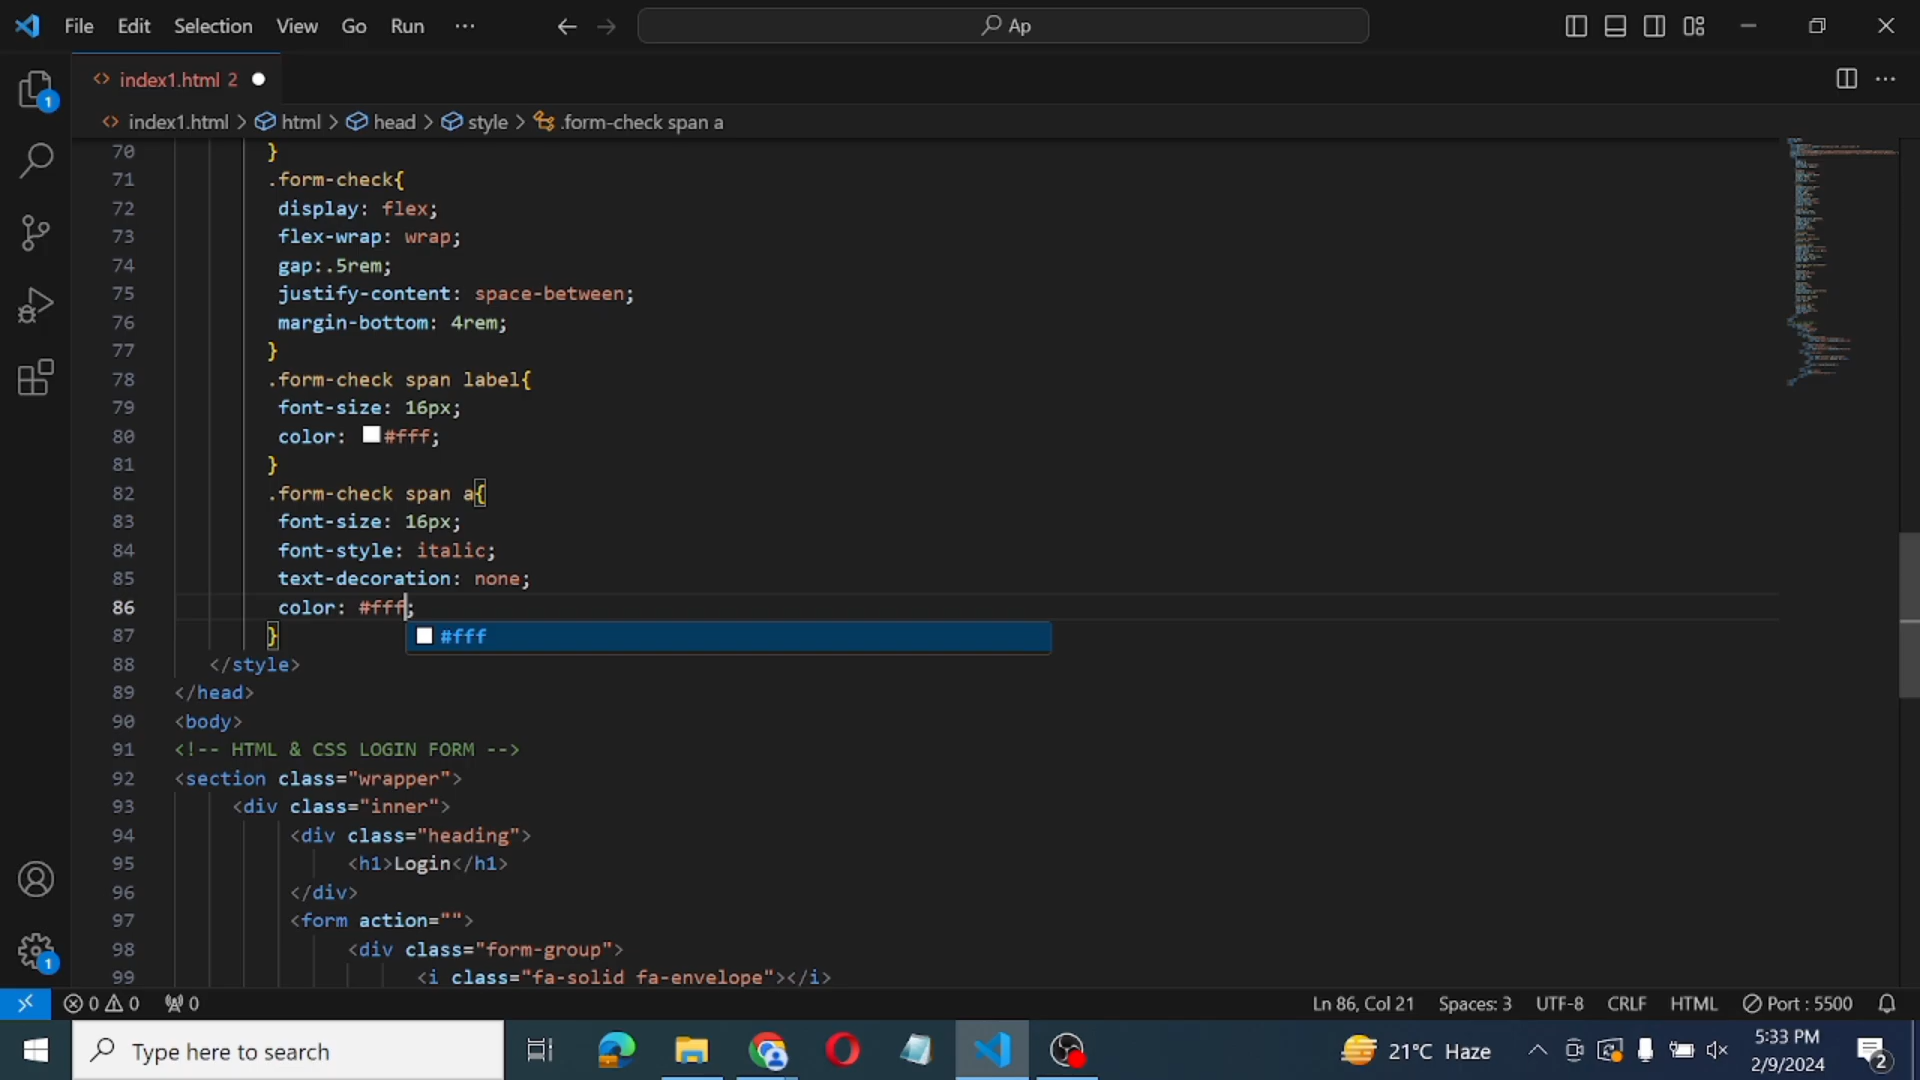 File Edit Selection View Go Run ··· Ap
index1.html 2
index1.html > html > head > style > .form-check span a
70 }
71 .form-check{
72 display: flex;
73 flex-wrap: wrap;
74 gap:.5rem;
75 justify-content: space-between;
76 margin-bottom: 4rem;
77 }
78 .form-check span label{
79 font-size: 16px;
80 color: #fff;
81 }
82 .form-check span a{
83 font-size: 16px;
84 font-style: italic;
85 text-decoration: none;
86 color: #fff;
87 } #fff
88 </style>
89 </head>
90 <body>
91 <!-- HTML & CSS LOGIN FORM -->
92 <section class="wrapper">
93 <div class="inner">
94 <div class="heading">
95 <h1>Login</h1>
96 </div>
97 <form action="">
98 <div class="form-group">
99 <i class="fa-solid fa-envelope"></i>
1
1
0 0 0 Ln 86, Col 21 Spaces: 3 UTF-8 CRLF HTML Port : 5500
Type here to search 21°C Haze 5:33 PM
2/9/2024 2